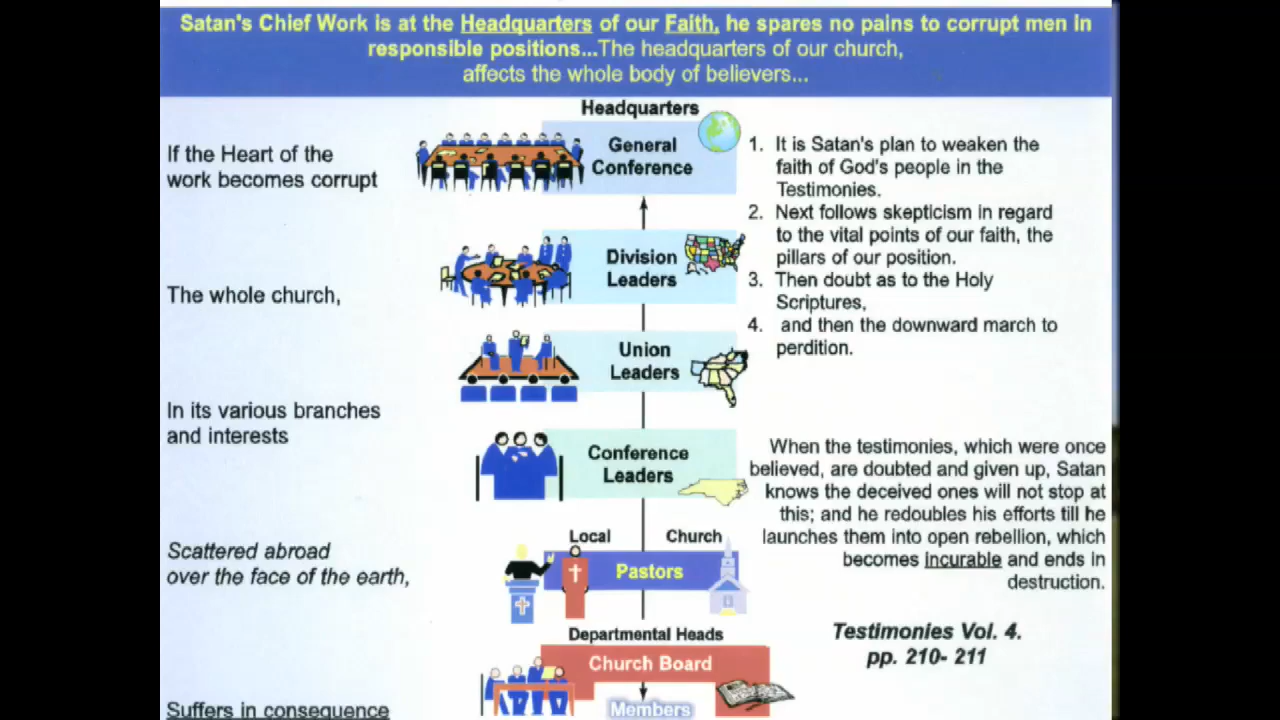 Satan's Chief Work is at the Headquarters of our Faith, he spares no pains to corrupt men in
responsible positions...The headquarters of our church,
affects the whole body of believers...
Headquarters
General
Conference
If the Heart of the
work becomes corrupt
1. It is Satan's plan to weaken the
faith of God's people in the
Testimonies.
2. Next follows skepticism in regard
to the vital points of our faith, the
pillars of our position.
3. Then doubt as to the Holy
Scriptures,
4. and then the downward march to
perdition.
Division
Leaders
The whole church,
Union
Leaders
In its various branches
and interests
Conference
Leaders
When the testimonies, which were once
believed, are doubted and given up, Satan
knows the deceived ones will not stop at
this; and he redoubles his efforts till he
launches them into open rebellion, which
becomes incurable and ends in
destruction.
Local Church
Pastors
Scattered abroad
over the face of the earth,
Testimonies Vol. 4.
pp. 210- 211
Departmental Heads
Church Board
Members
Suffers in consequence